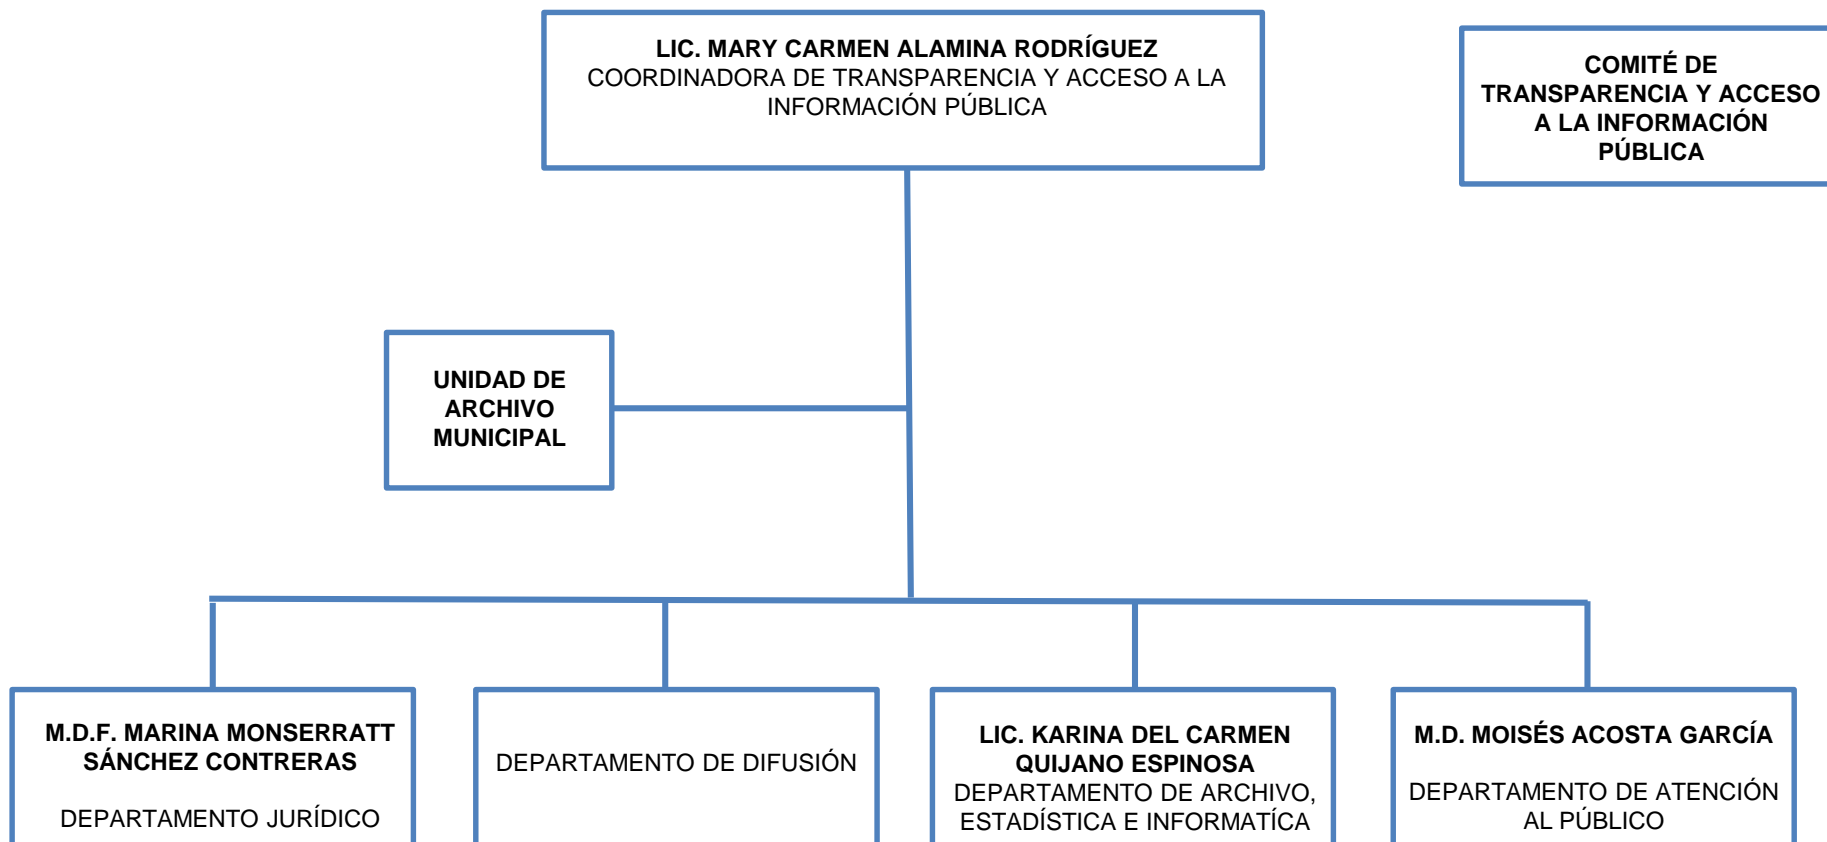 LIC. MARY CARMEN ALAMINA RODRÍGUEZ
COORDINADORA DE TRANSPARENCIA Y ACCESO A LA
INFORMACIÓN PÚBLICA
COMITÉ DE
TRANSPARENCIA Y ACCESO
A LA INFORMACIÓN
PÚBLICA
UNIDAD DE
ARCHIVO
MUNICIPAL
M.D.F. MARINA MONSERRATT
SÁNCHEZ CONTRERAS
DEPARTAMENTO JURÍDICO
DEPARTAMENTO DE DIFUSIÓN
LIC. KARINA DEL CARMEN
QUIJANO ESPINOSA
DEPARTAMENTO DE ARCHIVO,
ESTADÍSTICA E INFORMATÍCA
M.D. MOISÉS ACOSTA GARCÍA
DEPARTAMENTO DE ATENCIÓN
AL PÚBLICO